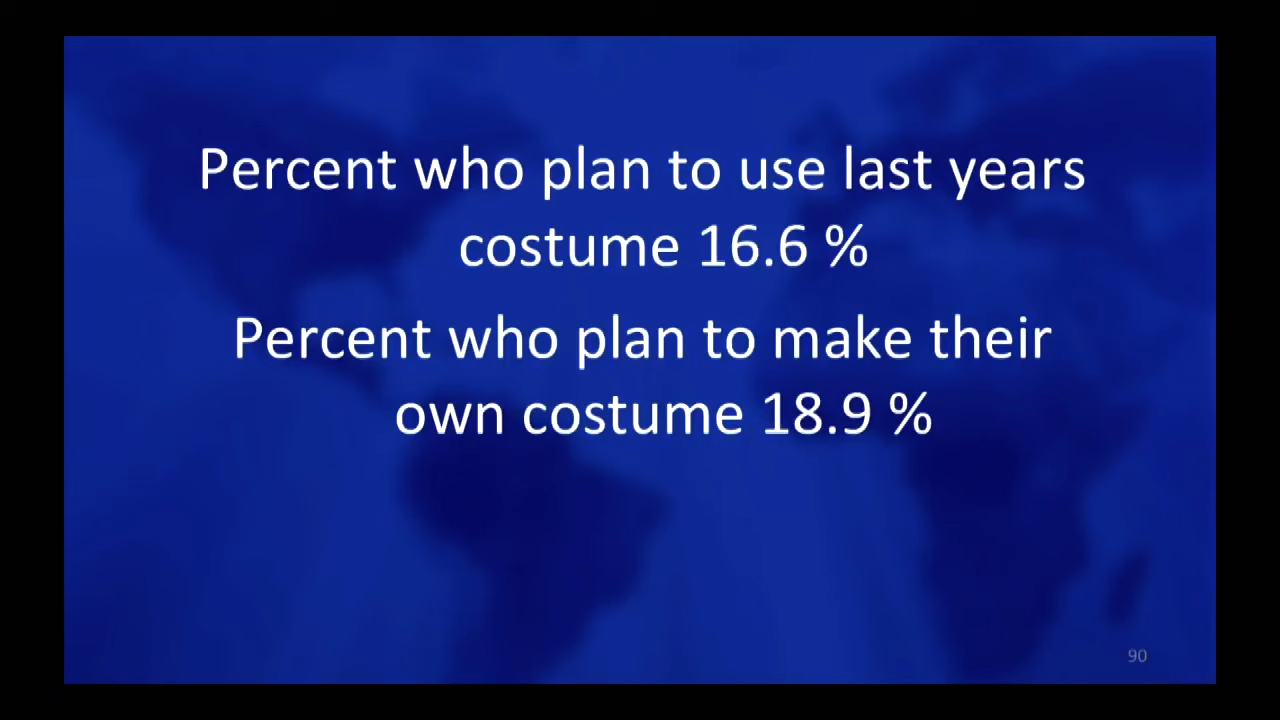 Percent who plan to use last years
costume 16.6 %
Percent who plan to make their
own costume 18.9 %
90